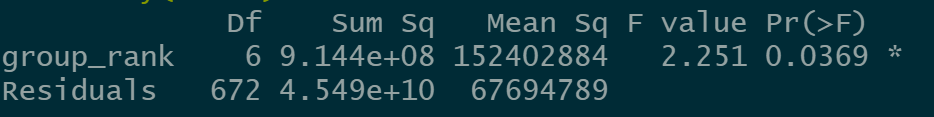 Df Sum Sq Mean Sq F value Pr(>F)
group_rank 6 9.144e+08 152402884 2.251 0.0369 *
Residuals 672 4.549e+10 67694789